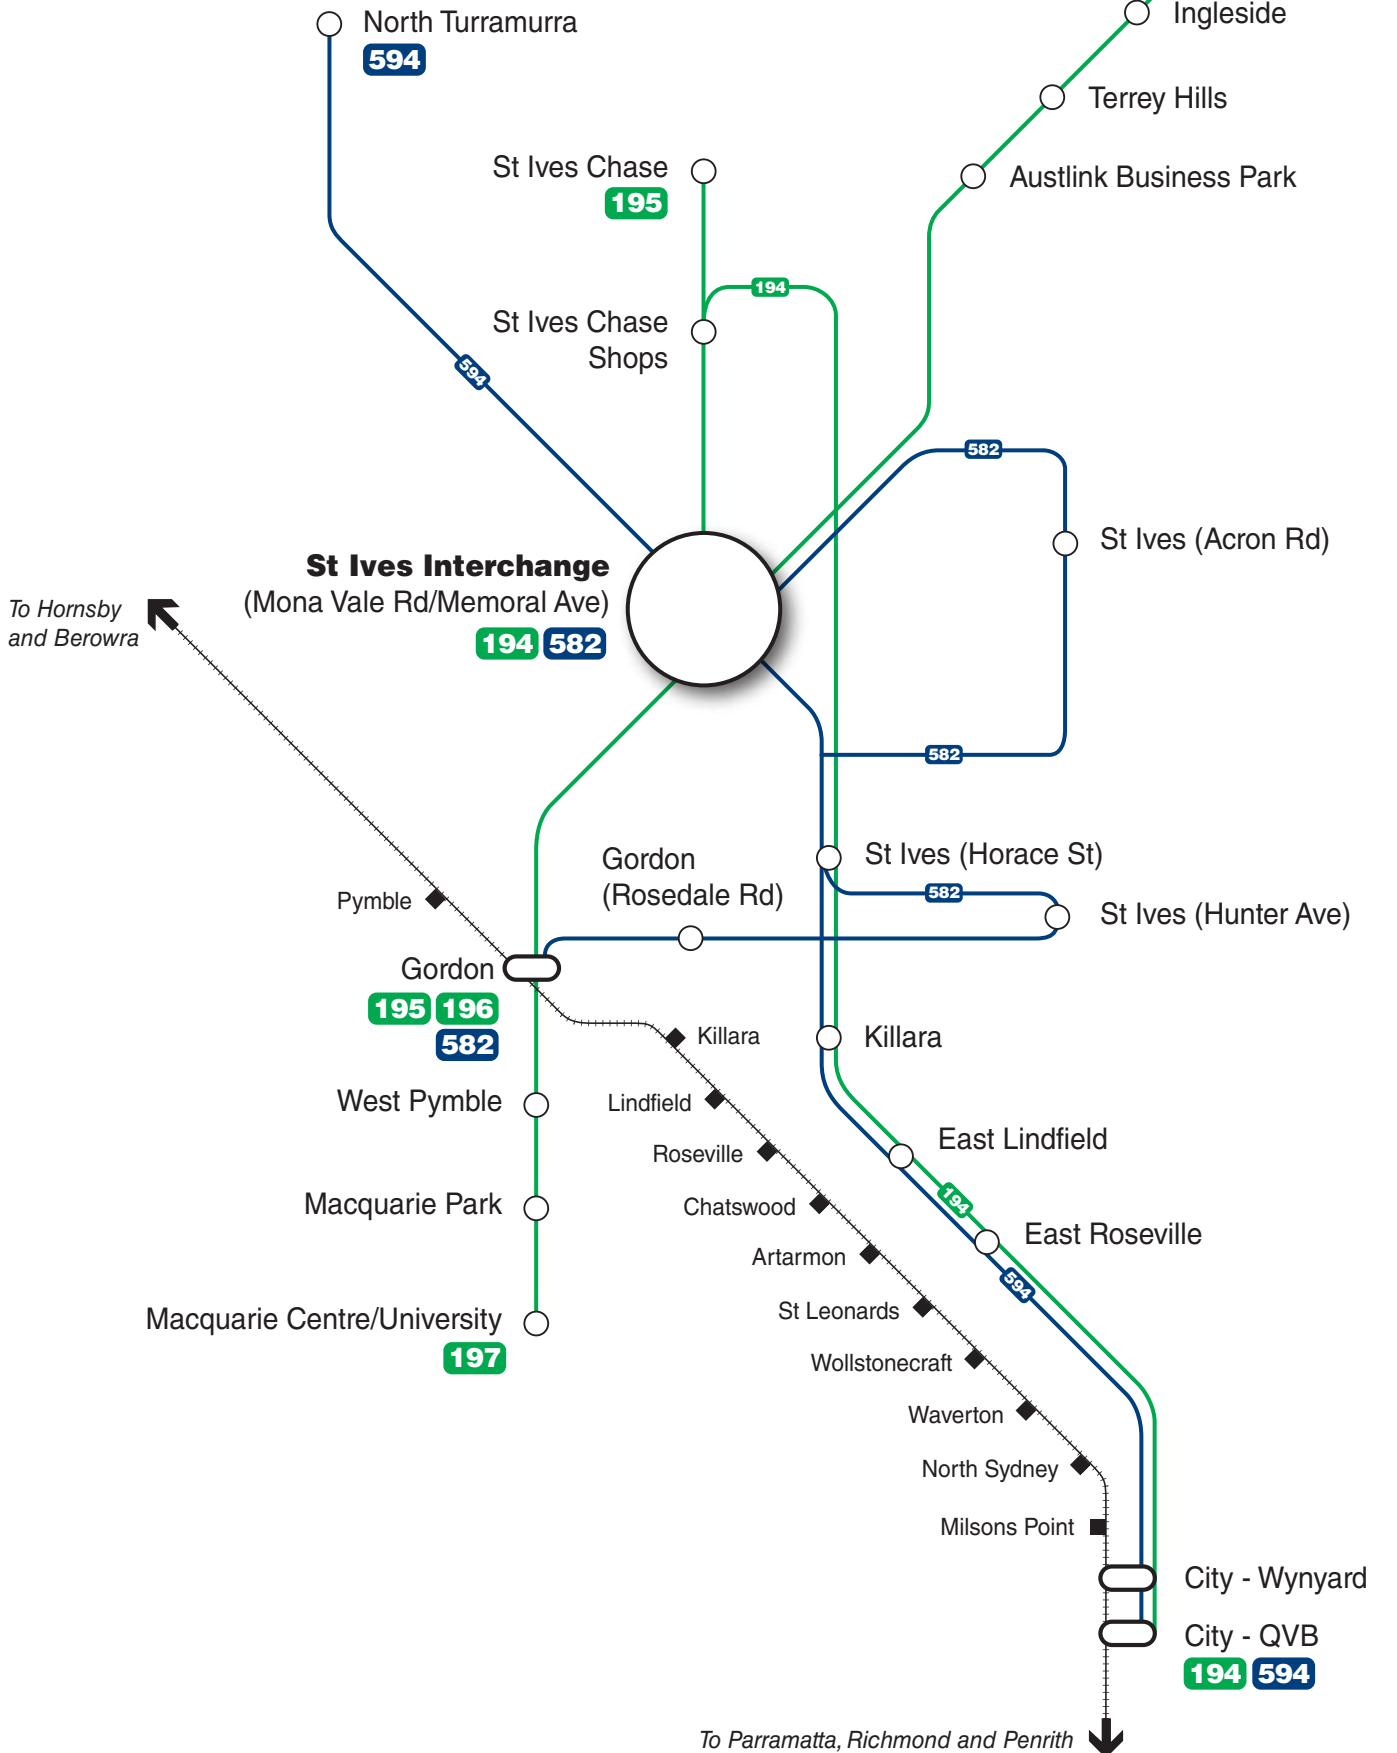 Ingleside
North Turramurra
594
Terrey Hills
St Ives Chase
195
Austlink Business Park
194
St Ives Chase
Shops
594
582
St Ives (Acron Rd)
St Ives Interchange
(Mona Vale Rd/Memoral Ave)
194 582
To Hornsby
and Berowra
582
St Ives (Horace St)
Gordon
(Rosedale Rd)
582
Pymble
St Ives (Hunter Ave)
Gordon
195 196
582
Killara
Killara
West Pymble
Lindfield
East Lindfield
Roseville
194
Macquarie Park
Chatswood
East Roseville
Artarmon
594
St Leonards
Macquarie Centre/University
197
Wollstonecraft
Waverton
North Sydney
Milsons Point
City - Wynyard
City - QVB
194 594
To Parramatta, Richmond and Penrith